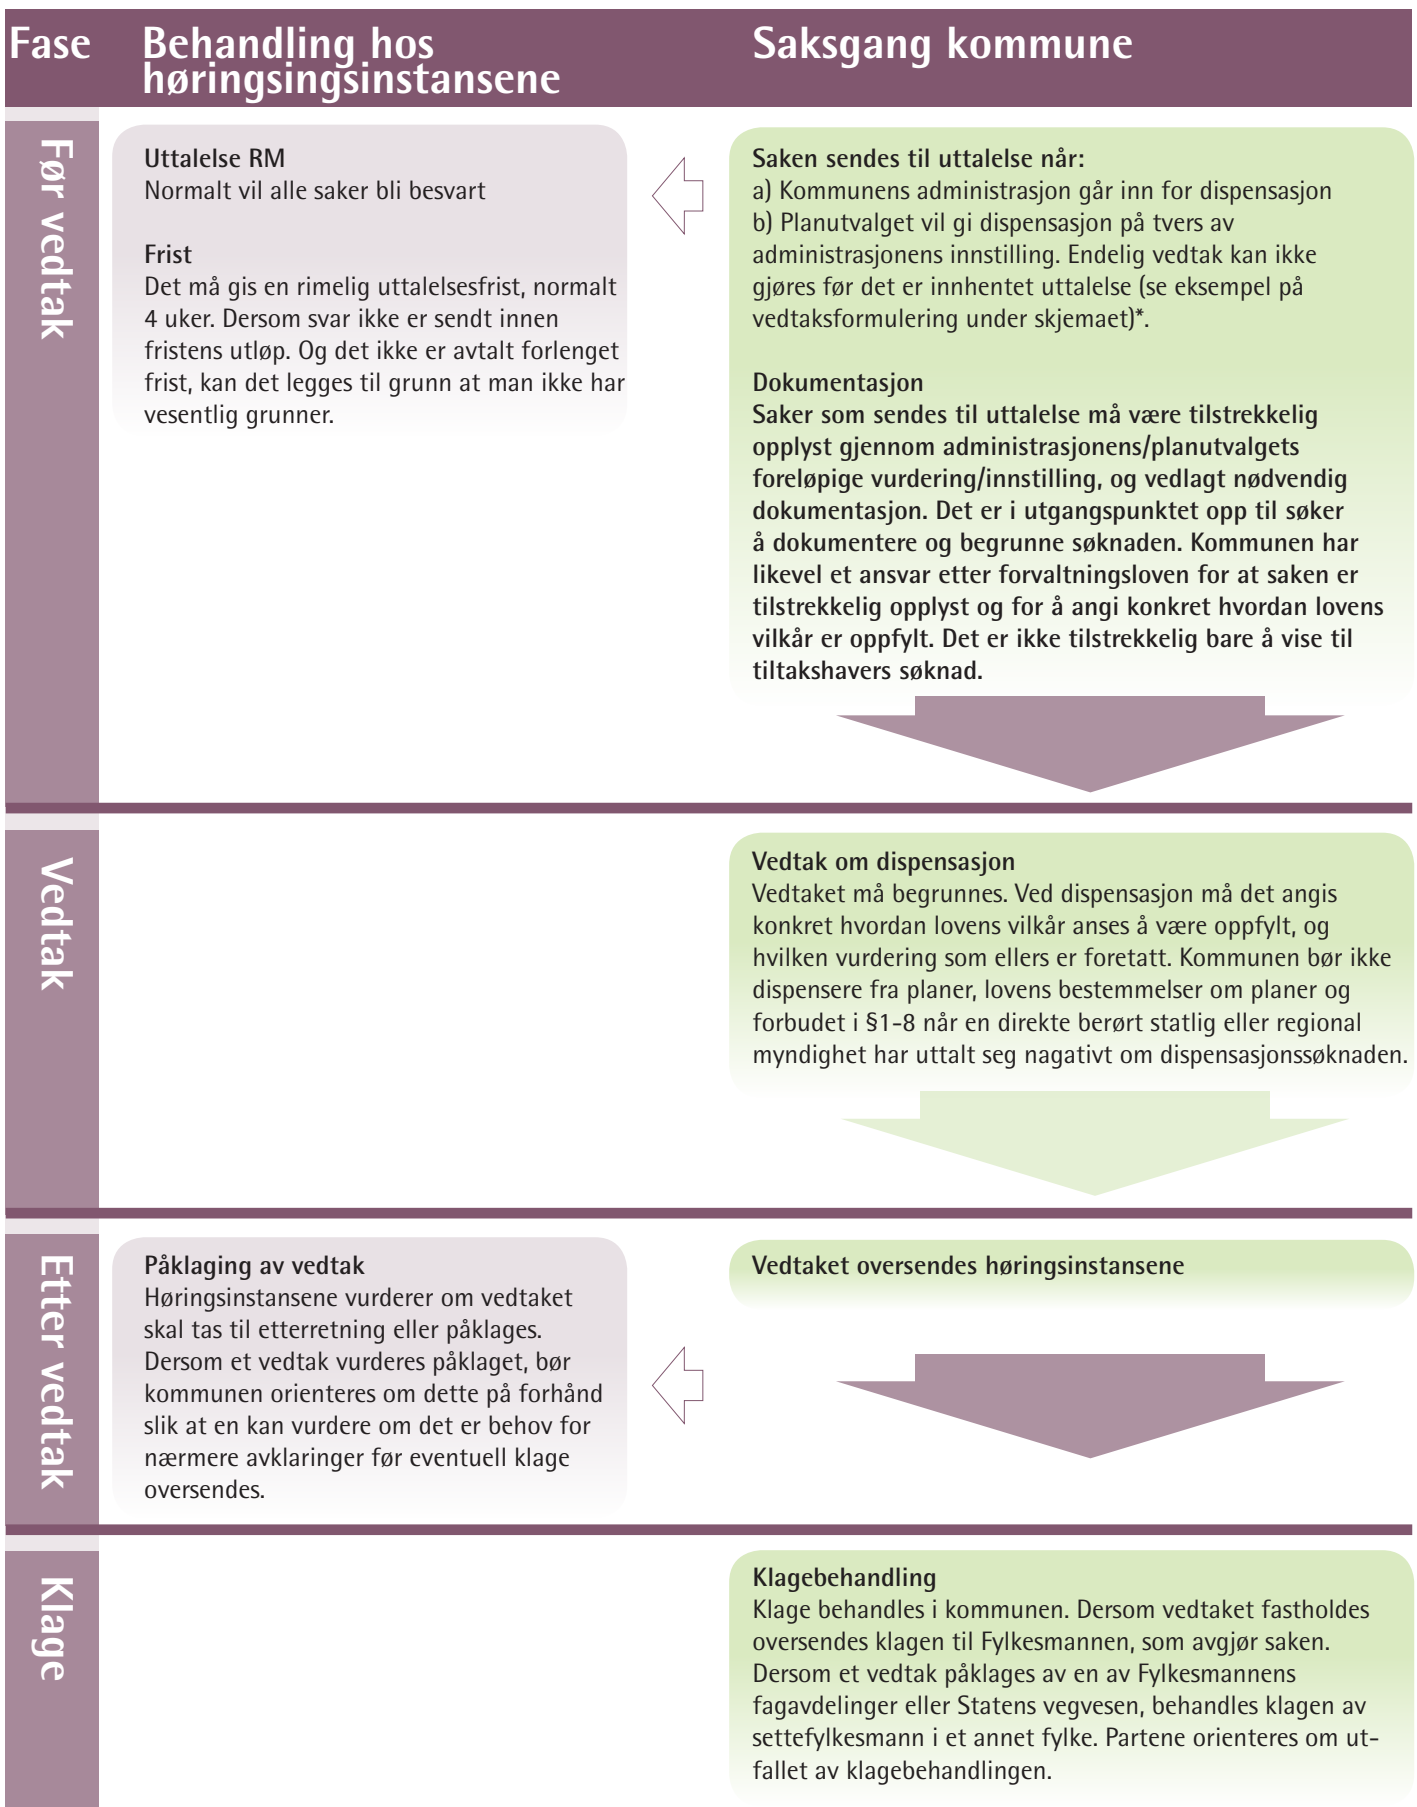 Fase
Behandling hos
høringsingsinstansene
Saksgang kommune
Før vedtak
Uttalelse RM
Normalt vil alle saker bli besvart
Frist
Det må gis en rimelig uttalelsesfrist, normalt
4 uker. Dersom svar ikke er sendt innen
fristens utløp. Og det ikke er avtalt forlenget
frist, kan det legges til grunn at man ikke har
vesentlig grunner.
Saken sendes til uttalelse når:
a) Kommunens administrasjon går inn for dispensasjon
b) Planutvalget vil gi dispensasjon på tvers av
administrasjonens innstilling. Endelig vedtak kan ikke
gjøres før det er innhentet uttalelse (se eksempel på
vedtaksformulering under skjemaet)*.
Dokumentasjon
Saker som sendes til uttalelse må være tilstrekkelig
opplyst gjennom administrasjonens/planutvalgets
foreløpige vurdering/innstilling, og vedlagt nødvendig
dokumentasjon. Det er i utgangspunktet opp til søker
å dokumentere og begrunne søknaden. Kommunen har
likevel et ansvar etter forvaltningsloven for at saken er
tilstrekkelig opplyst og for å angi konkret hvordan lovens
vilkår er oppfylt. Det er ikke tilstrekkelig bare å vise til
tiltakshavers søknad.
Vedtak
Vedtak om dispensasjon
Vedtaket må begrunnes. Ved dispensasjon må det angis
konkret hvordan lovens vilkår anses å være oppfylt, og
hvilken vurdering som ellers er foretatt. Kommunen bør ikke
dispensere fra planer, lovens bestemmelser om planer og
forbudet i §1-8 når en direkte berørt statlig eller regional
myndighet har uttalt seg nagativt om dispensasjonssøknaden.
Etter vedtak
Påklaging av vedtak
Høringsinstansene vurderer om vedtaket
skal tas til etterretning eller påklages.
Dersom et vedtak vurderes påklaget, bør
kommunen orienteres om dette på forhånd
slik at en kan vurdere om det er behov for
nærmere avklaringer før eventuell klage
oversendes.
Vedtaket oversendes høringsinstansene
Klage
Klagebehandling
Klage behandles i kommunen. Dersom vedtaket fastholdes
oversendes klagen til Fylkesmannen, som avgjør saken.
Dersom et vedtak påklages av en av Fylkesmannens
fagavdelinger eller Statens vegvesen, behandles klagen av
settefylkesmann i et annet fylke. Partene orienteres om ut-
fallet av klagebehandlingen.